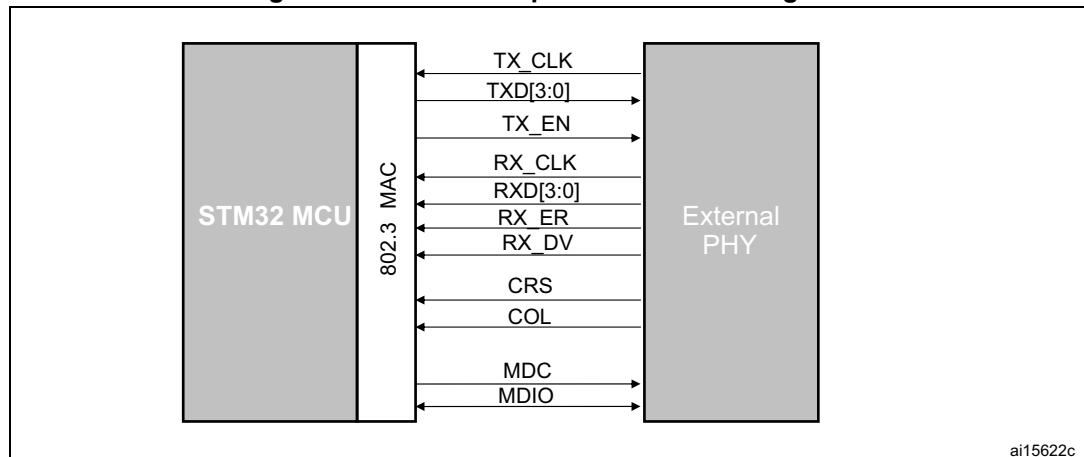 TX_CLK
TXD[3:0]
TX_EN
RX_CLK
RXD[3:0]
RX_ER
RX_DV
CRS
COL
MDC
MDIO
STM32 MCU
802.3 MAC
External
PHY
ai15622c